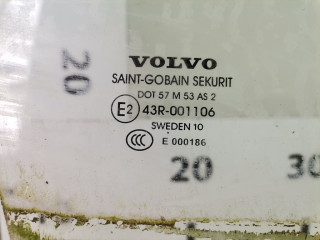 VOLVO
SAINT-GOBAIN SEKURIT
DOT 57 M 53 AS 2
E2 43R-001106
SWEDEN 10
CCC E 000186
20
20 30